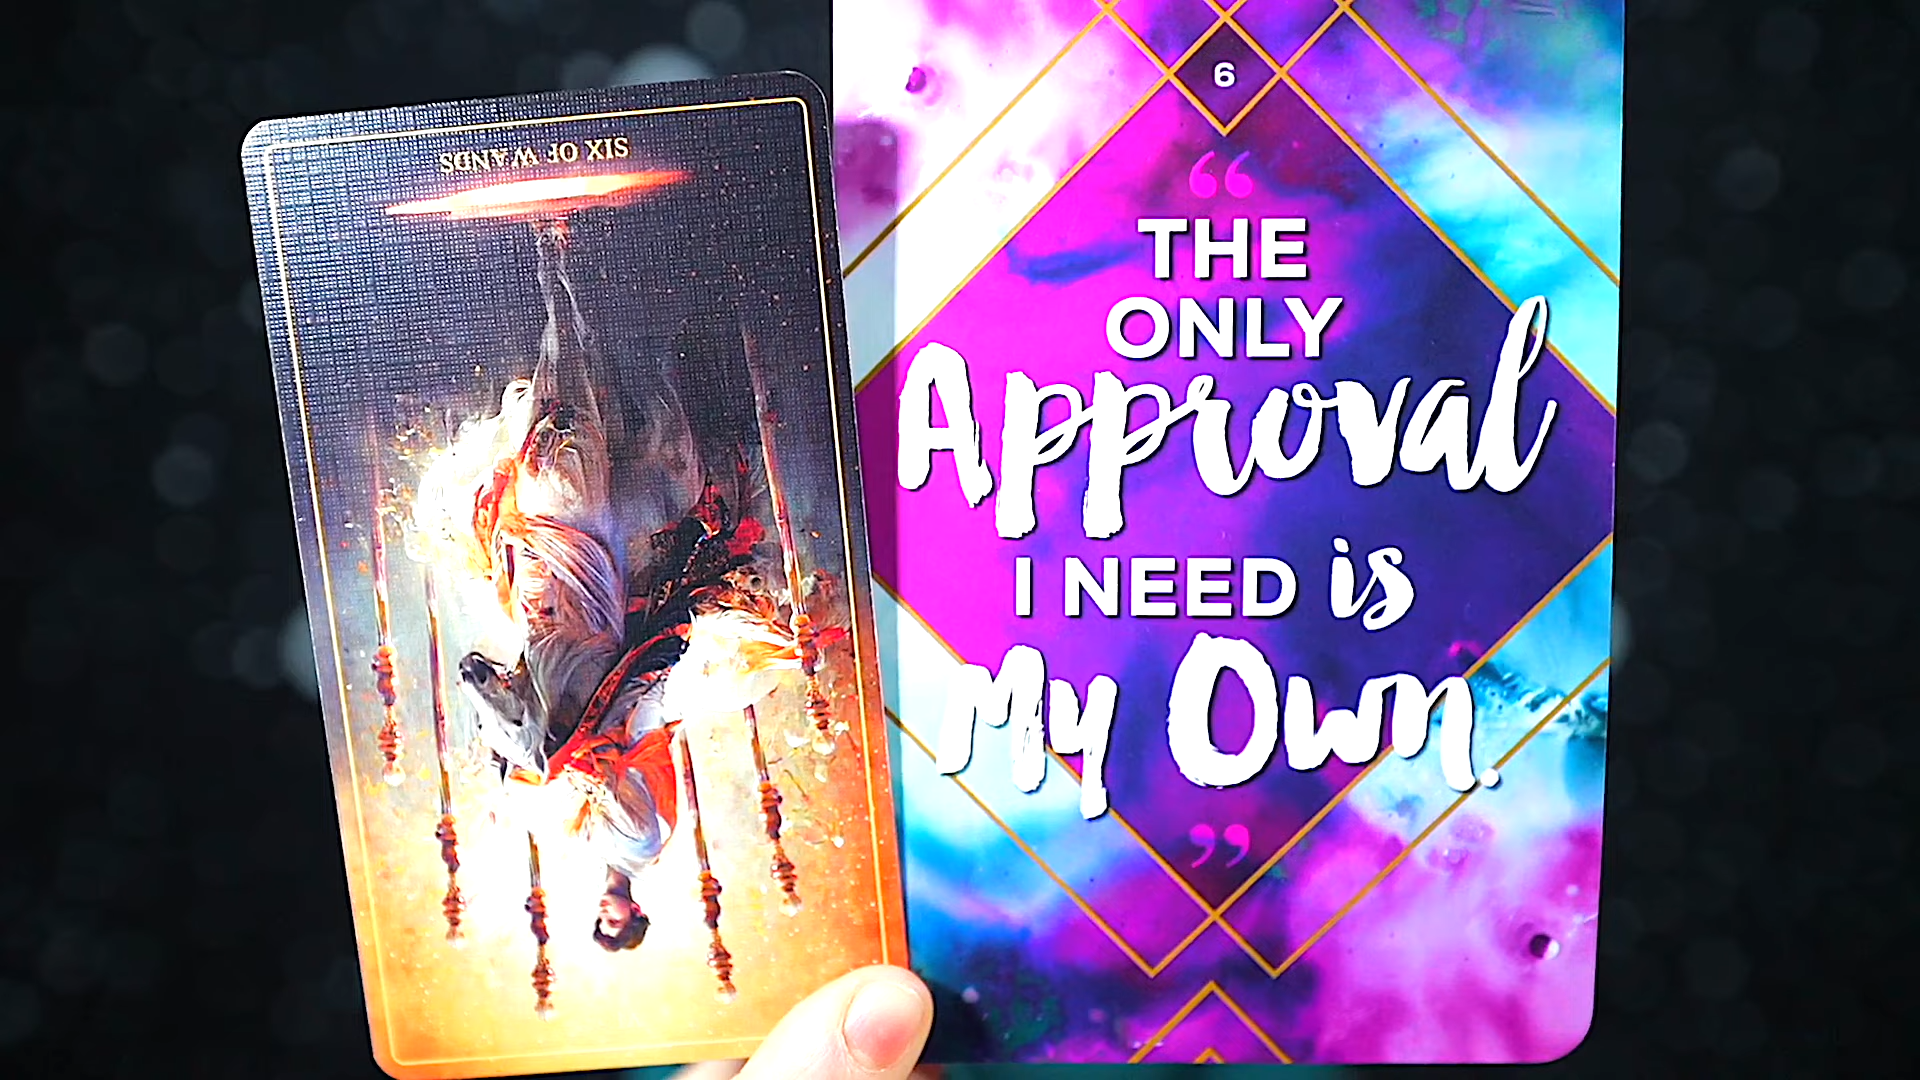 SIX OF WANDS
6
“
THE
ONLY
Approval
I NEED is
My Own.
”